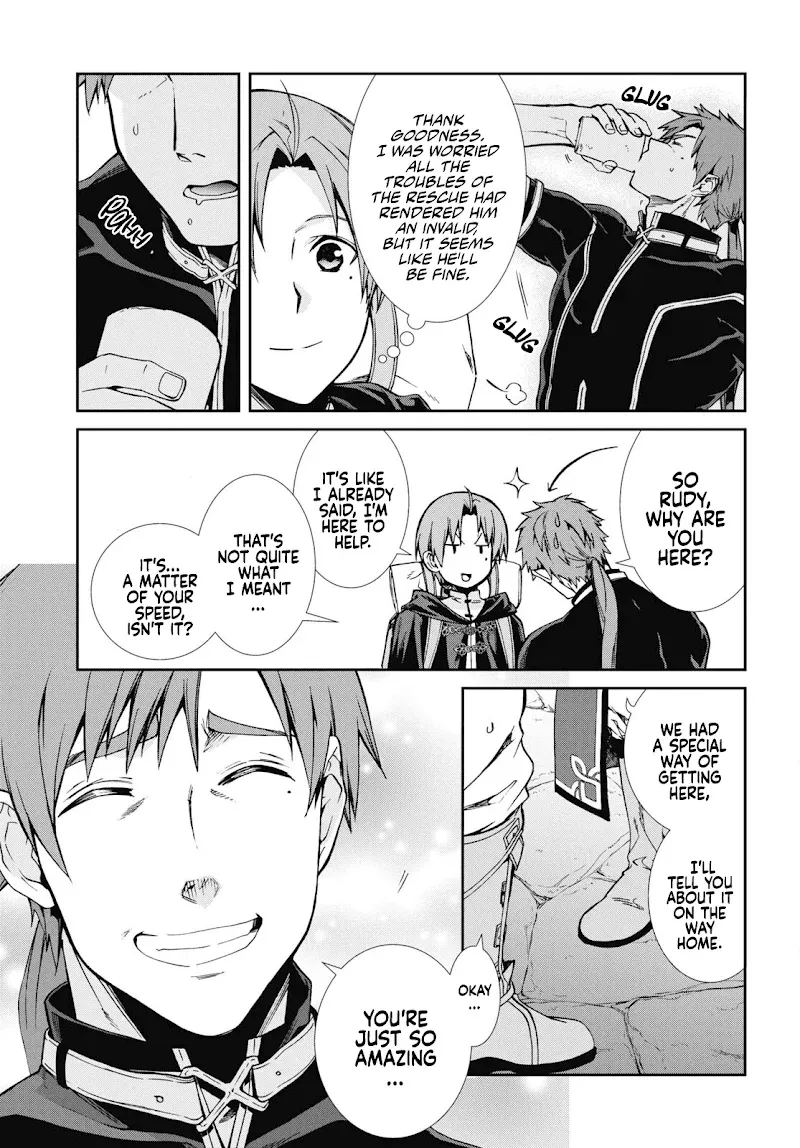 GLUG
THANK
GOODNESS.
I WAS WORRIED
ALL THE
TROUBLES OF
THE RESCUE HAD
RENDERED HIM
AN INVALID,
BUT IT SEEMS
LIKE HE'LL
BE FINE.
GLUG
POHH
SO
RUDY,
WHY ARE
YOU
HERE?
IT'S LIKE
I ALREADY
SAID, I'M
HERE TO
HELP.
THAT'S
NOT QUITE
WHAT
I MEANT
...
IT'S...
A MATTER
OF YOUR
SPEED,
ISN'T IT?
WE HAD
A SPECIAL
WAY OF
GETTING
HERE,
I'LL
TELL YOU
ABOUT IT
ON THE
WAY
HOME.
OKAY
...
YOU'RE
JUST SO
AMAZING
...